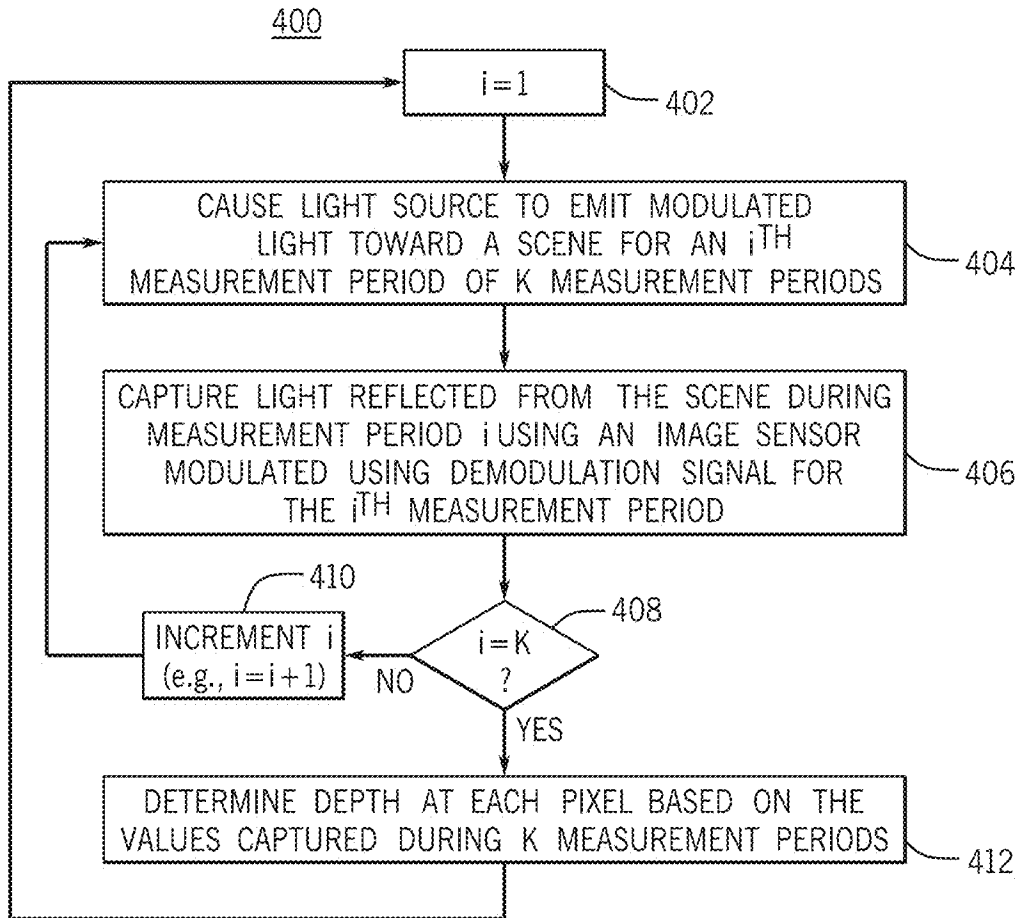 400
i=1
402
CAUSE LIGHT SOURCE TO EMIT MODULATED
LIGHT TOWARD A SCENE FOR AN iTH
MEASUREMENT PERIOD OF K MEASUREMENT PERIODS
404
CAPTURE LIGHT REFLECTED FROM THE SCENE DURING
MEASUREMENT PERIOD i USING AN IMAGE SENSOR
MODULATED USING DEMODULATION SIGNAL FOR
THE iTH MEASUREMENT PERIOD
406
410
408
INCREMENT i
(e.g., i=i+1)
NO
i=K
?
YES
DETERMINE DEPTH AT EACH PIXEL BASED ON THE
VALUES CAPTURED DURING K MEASUREMENT PERIODS
412